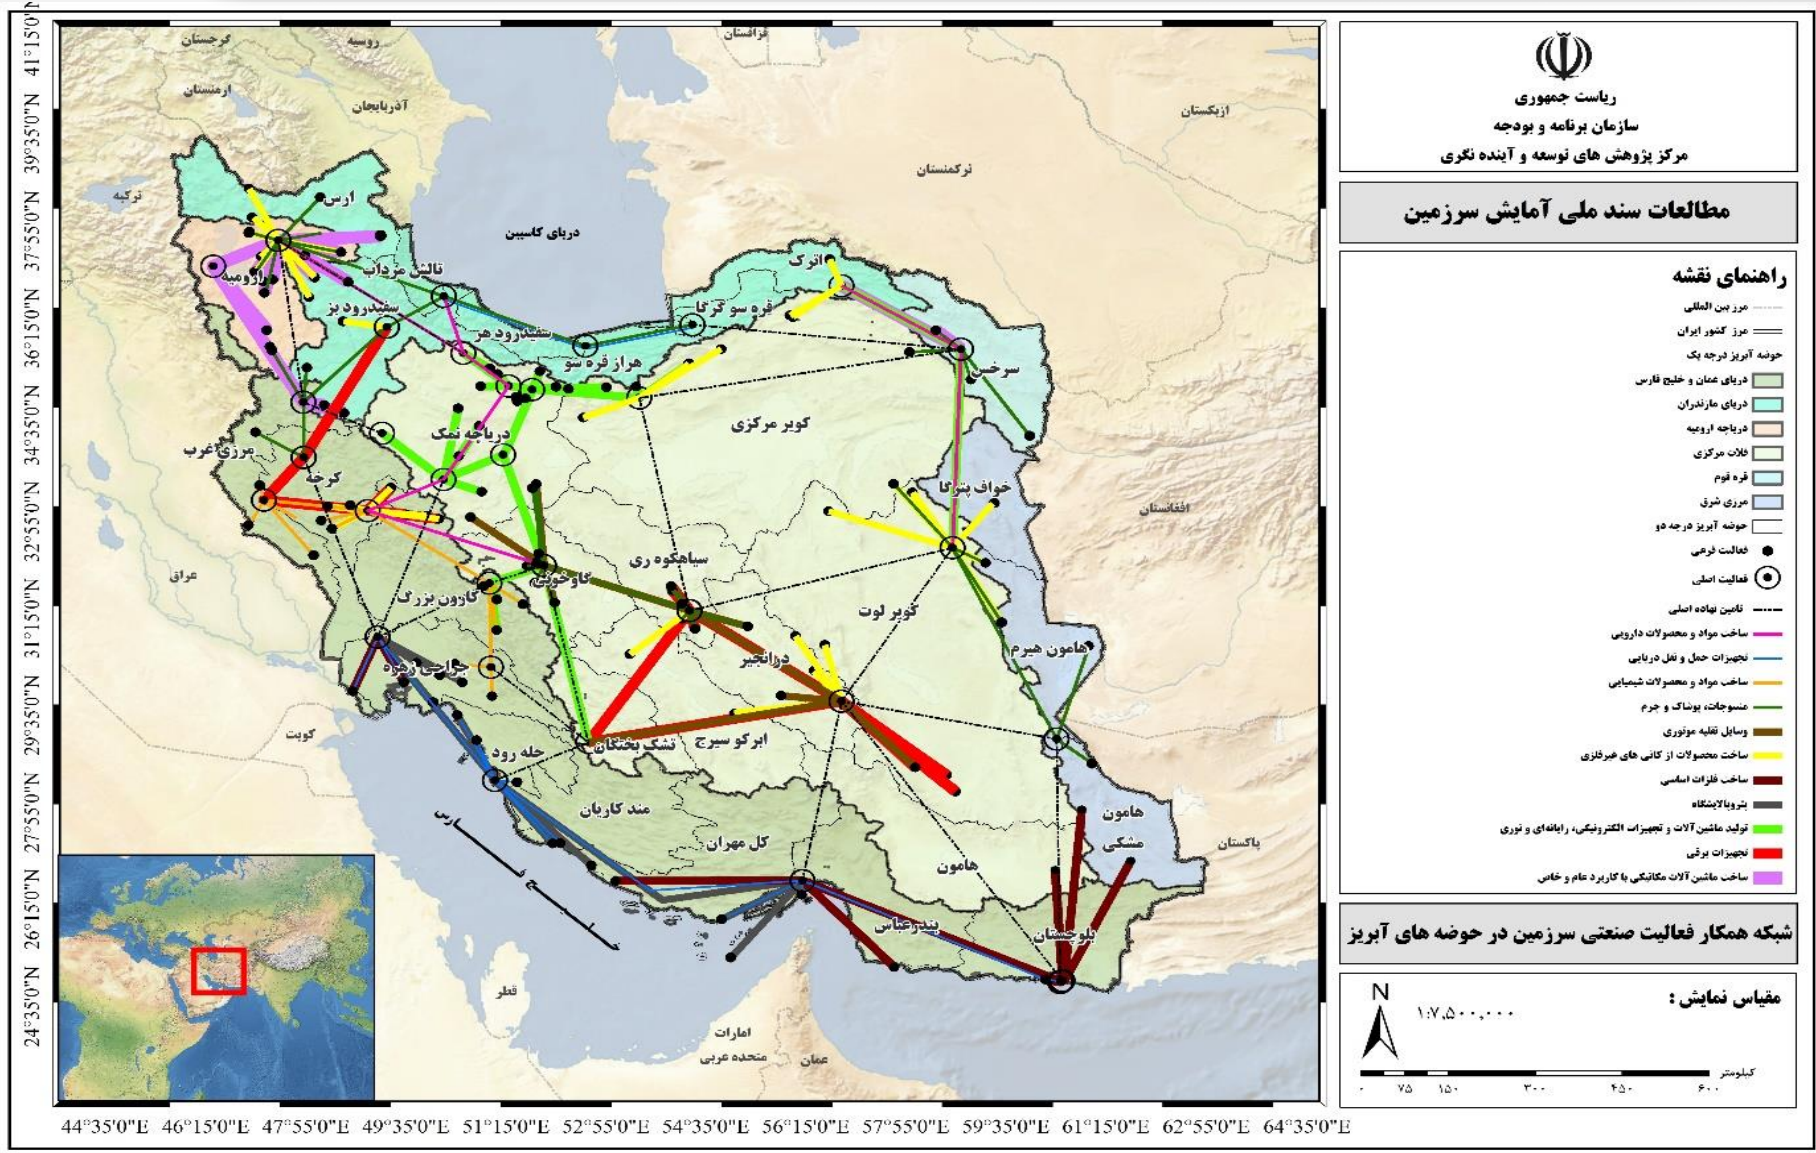 ریاست جمهوری
سازمان برنامه و بودجه
مرکز پژوهش های توسعه و آینده نگری
مطالعات سند ملی آمایش سرزمین
راهنمای نقشه
مرز بین المللی
مرز کشور ایران
حوضه آبریز درجه یک
دریای عمان و خلیج فارس
دریای مازندران
دریاچه ارومیه
فلات مرکزی
قره قوم
مرزی شرق
حوضه آبریز درجه دو
فعالیت فرعی
فعالیت اصلی
تامین نهاده اصلی
ساخت مواد و محصولات دارویی
تجهیزات حمل و نقل دریایی
ساخت مواد و محصولات شیمیایی
منسوجات، پوشاک و چرم
وسایل نقلیه موتوری
ساخت محصولات از کانی های غیرفلزی
ساخت فلزات اساسی
پتروپالایشگاه
تولید ماشین آلات و تجهیزات الکترونیکی، رایانه‌ای و نوری
تجهیزات برقی
ساخت ماشین آلات مکانیکی با کاربرد عام و خاص
شبکه همکار فعالیت صنعتی سرزمین در حوضه های آبریز
مقیاس نمایش :
۱:۷,۵۰۰,۰۰۰
N
کیلومتر
۰ ۷۵ ۱۵۰ ۳۰۰ ۴۵۰ ۶۰۰
گرجستان
روسیه
قزاقستان
ارمنستان
آذربایجان
ازبکستان
ترکمنستان
ترکیه
ارس
دریای کاسپین
تالش مرداب
ارومیه
اترک
قره سو گرگا
سفیدرود بز
سفیدرود هر
هراز قره سو
سرخس
کویر مرکزی
دریاچه نمک
مرزی غرب
کرخه
خواف پترگا
افغانستان
عراق
سیاهکوه ری
گاوخونی
کارون بزرگ
کویر لوت
هامون هیرم
درانجیر
جراحی زهره
کویت
تشک بختگان
ابرکو سیرج
حله رود
مند کاریان
کل مهران
هامون
مشکی
هامون
پاکستان
خلیج فارس
بندرعباس
بلوچستان
قطر
امارات
متحده عربی
عمان
41°15'0"N
39°35'0"N
37°55'0"N
36°15'0"N
34°35'0"N
32°55'0"N
31°15'0"N
29°35'0"N
27°55'0"N
26°15'0"N
24°35'0"N
44°35'0"E 46°15'0"E 47°55'0"E 49°35'0"E 51°15'0"E 52°55'0"E 54°35'0"E 56°15'0"E 57°55'0"E 59°35'0"E 61°15'0"E 62°55'0"E 64°35'0"E